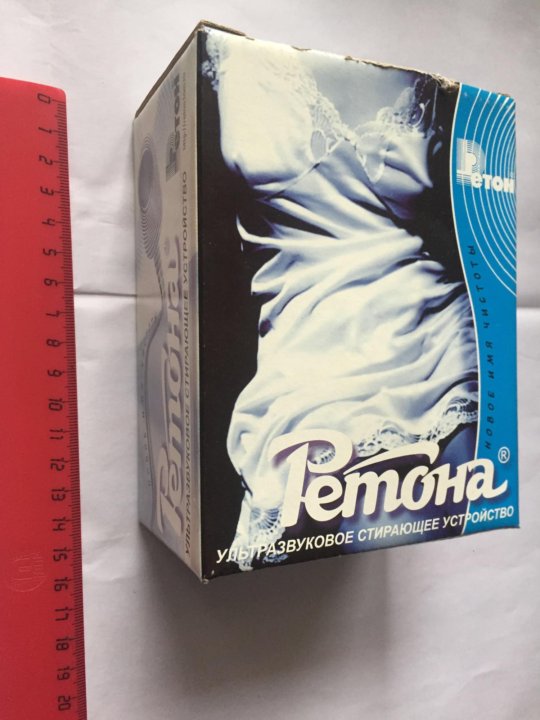 Ретон
Ретона
УЛЬТРАЗВУКОВОЕ СТИРАЮЩЕЕ УСТРОЙСТВО
Ретон
НОВОЕ ИМЯ ЧИСТОТЫ
Ретона®
УЛЬТРАЗВУКОВОЕ СТИРАЮЩЕЕ УСТРОЙСТВО
0 1 2 3 4 5 6 7 8 9 10 11 12 13 14 15 16 17 18 19 20